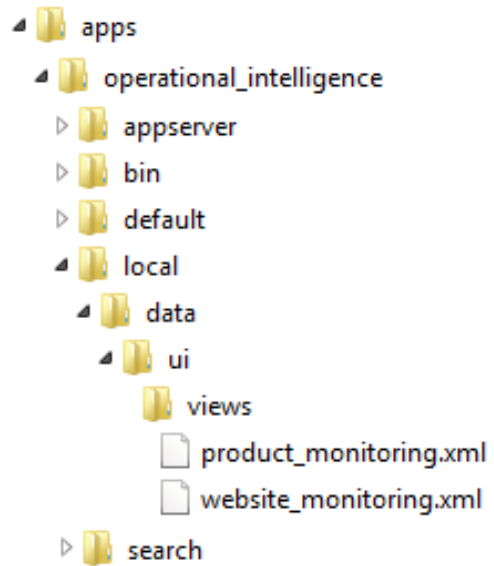 apps
operational_intelligence
appserver
bin
default
local
data
ui
views
product_monitoring.xml
website_monitoring.xml
search